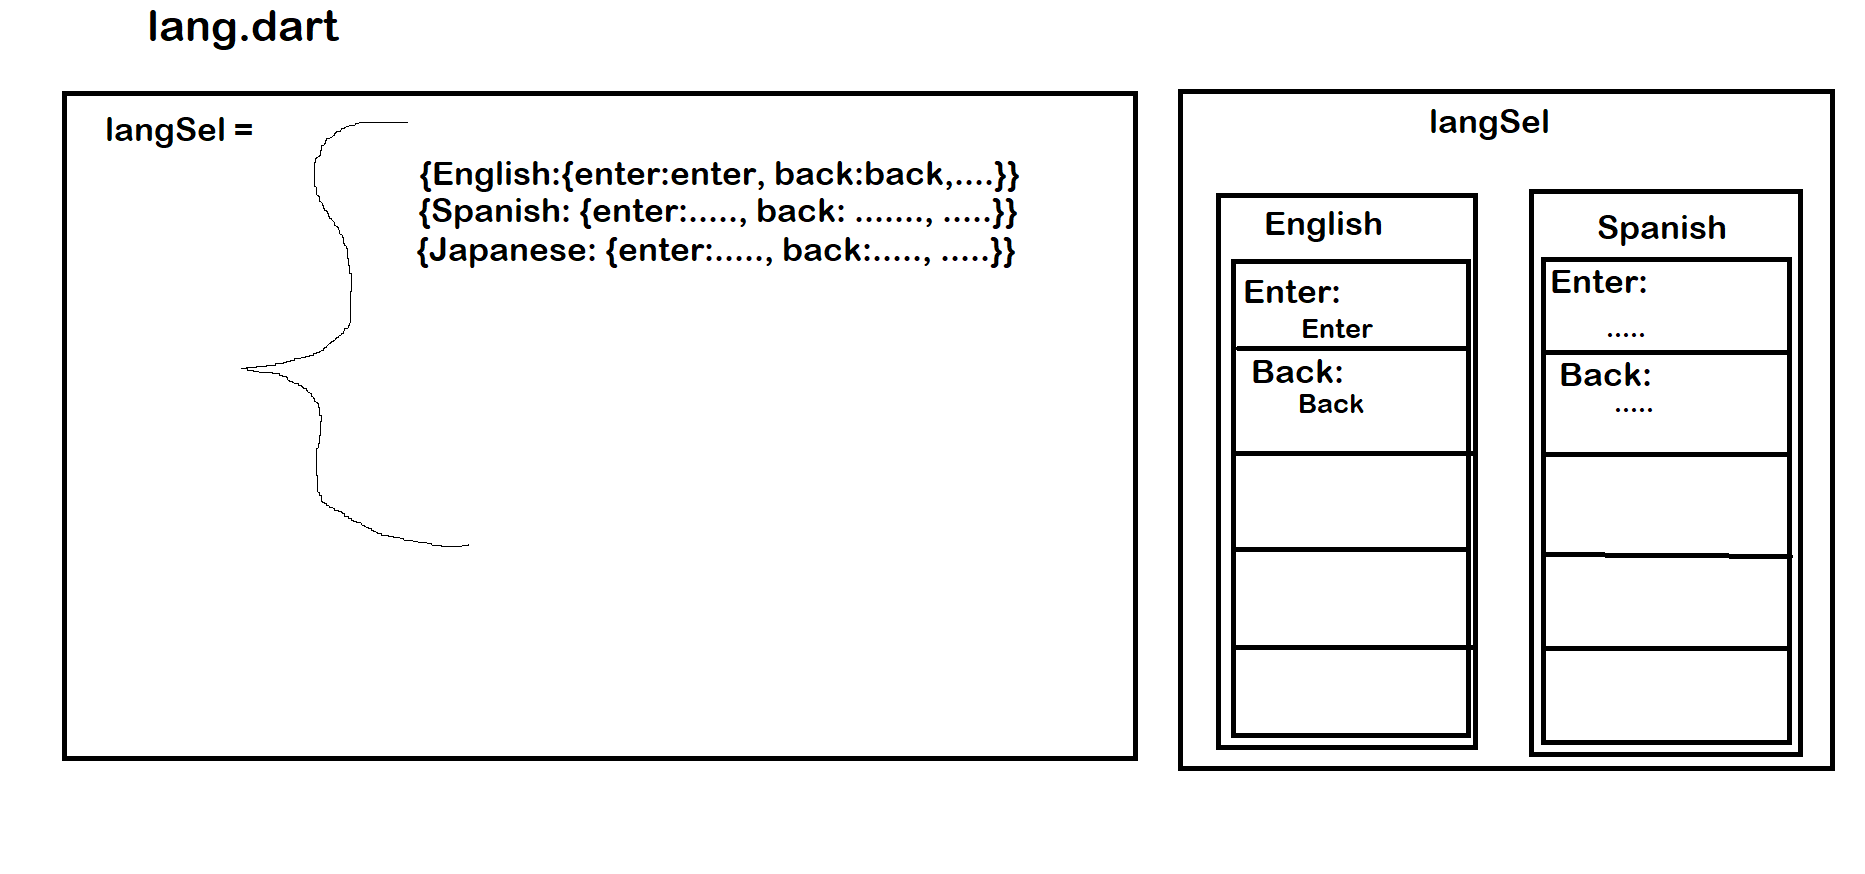 lang.dart
langSel =
{English:{enter:enter, back:back,....}}
{Spanish: {enter:....., back: ......., .....}}
{Japanese: {enter:....., back:....., .....}}
langSel
English
Enter:
Enter
Back:
Back
Spanish
Enter:
.....
Back:
.....